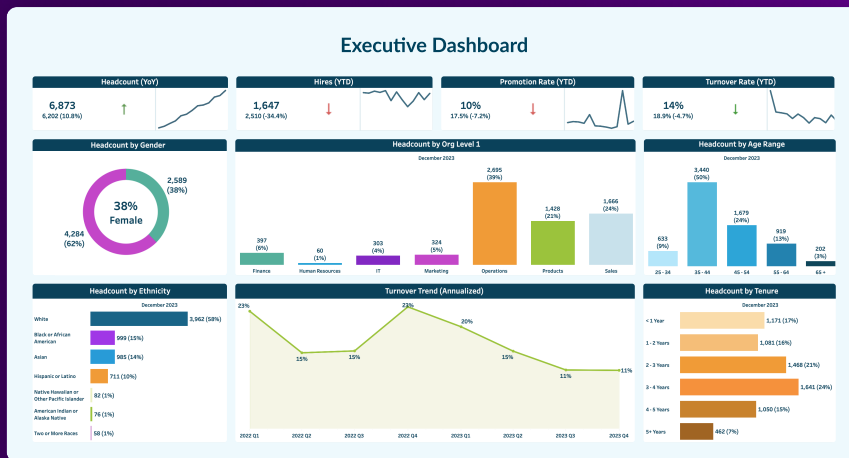 Executive Dashboard
Headcount (YoY)
6,873
6,202 (10.8%)
Hires (YTD)
1,647
2,510 (-34.4%)
Promotion Rate (YTD)
10%
17.5% (-7.2%)
Turnover Rate (YTD)
14%
18.9% (-4.7%)
Headcount by Gender
2,589
(38%)
38%
Female
4,284
(62%)
Headcount by Org Level 1
December 2023
397
(6%)
60
(1%)
303
(4%)
324
(5%)
2,695
(39%)
1,428
(21%)
1,666
(24%)
Finance
Human Resources
IT
Marketing
Operations
Products
Sales
Headcount by Age Range
December 2023
633
(9%)
3,440
(50%)
1,679
(24%)
919
(13%)
202
(3%)
25 - 34
35 - 44
45 - 54
55 - 64
65 +
Headcount by Ethnicity
December 2023
White
3,962 (58%)
Black or African
American
999 (15%)
Asian
985 (14%)
Hispanic or Latino
711 (10%)
Native Hawaiian or
Other Pacific Islander
82 (1%)
American Indian or
Alaska Native
76 (1%)
Two or More Races
58 (1%)
Turnover Trend (Annualized)
23%
15%
15%
23%
20%
15%
11%
11%
2022 Q1
2022 Q2
2022 Q3
2022 Q4
2023 Q1
2023 Q2
2023 Q3
2023 Q4
Headcount by Tenure
December 2023
< 1 Year
1,171 (17%)
1 - 2 Years
1,081 (16%)
2 - 3 Years
1,468 (21%)
3 - 4 Years
1,641 (24%)
4 - 5 Years
1,050 (15%)
5+ Years
462 (7%)